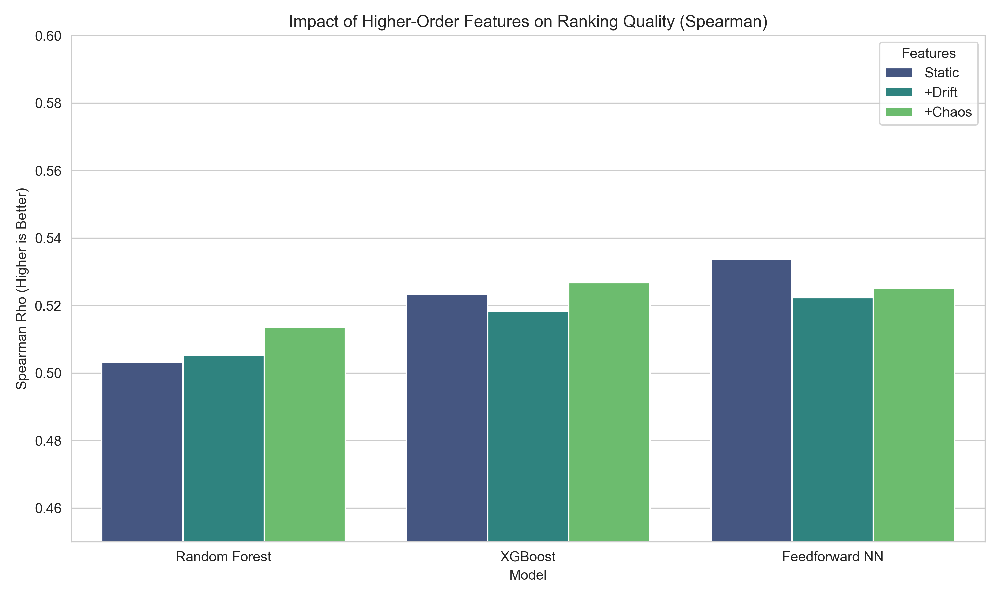 Impact of Higher-Order Features on Ranking Quality (Spearman)
Features
Static
+Drift
+Chaos
Spearman Rho (Higher is Better)
0.60
0.58
0.56
0.54
0.52
0.50
0.48
0.46
Random Forest
XGBoost
Feedforward NN
Model